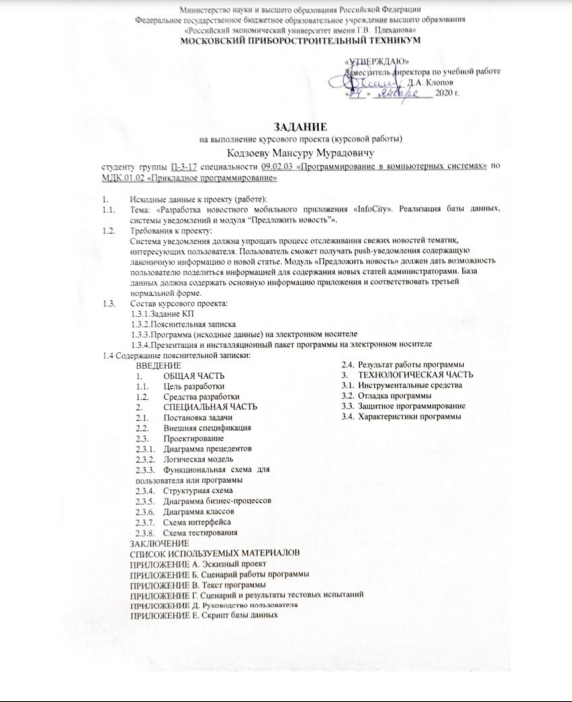 Министерство науки и высшего образования Российской Федерации
Федеральное государственное бюджетное образовательное учреждение высшего образования
«Российский экономический университет имени Г.В. Плеханова»
МОСКОВСКИЙ ПРИБОРОСТРОИТЕЛЬНЫЙ ТЕХНИКУМ
«УТВЕРЖДАЮ»
Заместитель директора по учебной работе
Д.А. Клопов
января 2020 г.
ЗАДАНИЕ
на выполнение курсового проекта (курсовой работы)
Кодзоеву Мансуру Мурадовичу
студенту группы П-3-17 специальности 09.02.03 «Программирование в компьютерных системах» по
МДК.01.02 «Прикладное программирование»
1. Исходные данные к проекту (работе):
1.1. Тема: «Разработка новостного мобильного приложения «InfoCity». Реализация базы данных,
системы уведомлений и модуля “Предложить новость”».
1.2. Требования к проекту:
Система уведомления должна упрощать процесс отслеживания свежих новостей тематик,
интересующих пользователя. Пользователь сможет получать push-уведомления содержащую
лаконичную информацию о новой статье. Модуль «Предложить новость» должен дать возможность
пользователю поделиться информацией для содержания новых статей администраторами. База
данных должна содержать основную информацию приложения и соответствовать третьей
нормальной форме.
1.3. Состав курсового проекта:
1.3.1.Задание КП
1.3.2.Пояснительная записка
1.3.3.Программа (исходные данные) на электронном носителе
1.3.4.Презентация и инсталляционный пакет программы на электронном носителе
1.4 Содержание пояснительной записки:
ВВЕДЕНИЕ
1. ОБЩАЯ ЧАСТЬ
1.1. Цель разработки
1.2. Средства разработки
2. СПЕЦИАЛЬНАЯ ЧАСТЬ
2.1. Постановка задачи
2.2. Внешняя спецификация
2.3. Проектирование
2.3.1. Диаграмма прецедентов
2.3.2. Логическая модель
2.3.3. Функциональная схема для
пользователя или программы
2.3.4. Структурная схема
2.3.5. Диаграмма бизнес-процессов
2.3.6. Диаграмма классов
2.3.7. Схема интерфейса
2.3.8. Схема тестирования
2.4. Результат работы программы
3. ТЕХНОЛОГИЧЕСКАЯ ЧАСТЬ
3.1. Инструментальные средства
3.2. Отладка программы
3.3. Защитное программирование
3.4. Характеристики программы
ЗАКЛЮЧЕНИЕ
СПИСОК ИСПОЛЬЗУЕМЫХ МАТЕРИАЛОВ
ПРИЛОЖЕНИЕ А. Эскизный проект
ПРИЛОЖЕНИЕ Б. Сценарий работы программы
ПРИЛОЖЕНИЕ В. Текст программы
ПРИЛОЖЕНИЕ Г. Сценарий и результаты тестовых испытаний
ПРИЛОЖЕНИЕ Д. Руководство пользователя
ПРИЛОЖЕНИЕ Е. Скрипт базы данных